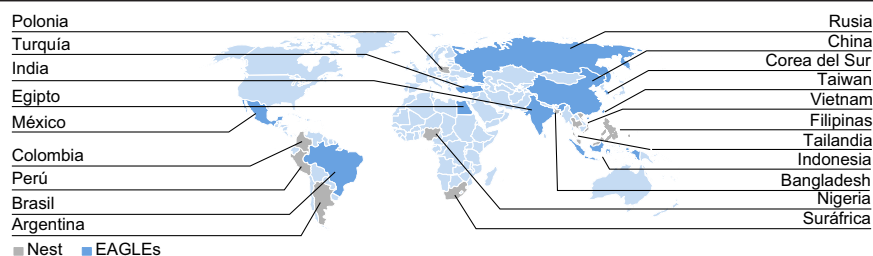 Polonia
Turquía
India
Egipto
México
Colombia
Perú
Brasil
Argentina
Rusia
China
Corea del Sur
Taiwan
Vietnam
Filipinas
Tailandia
Indonesia
Bangladesh
Nigeria
Suráfrica
Nest EAGLEs